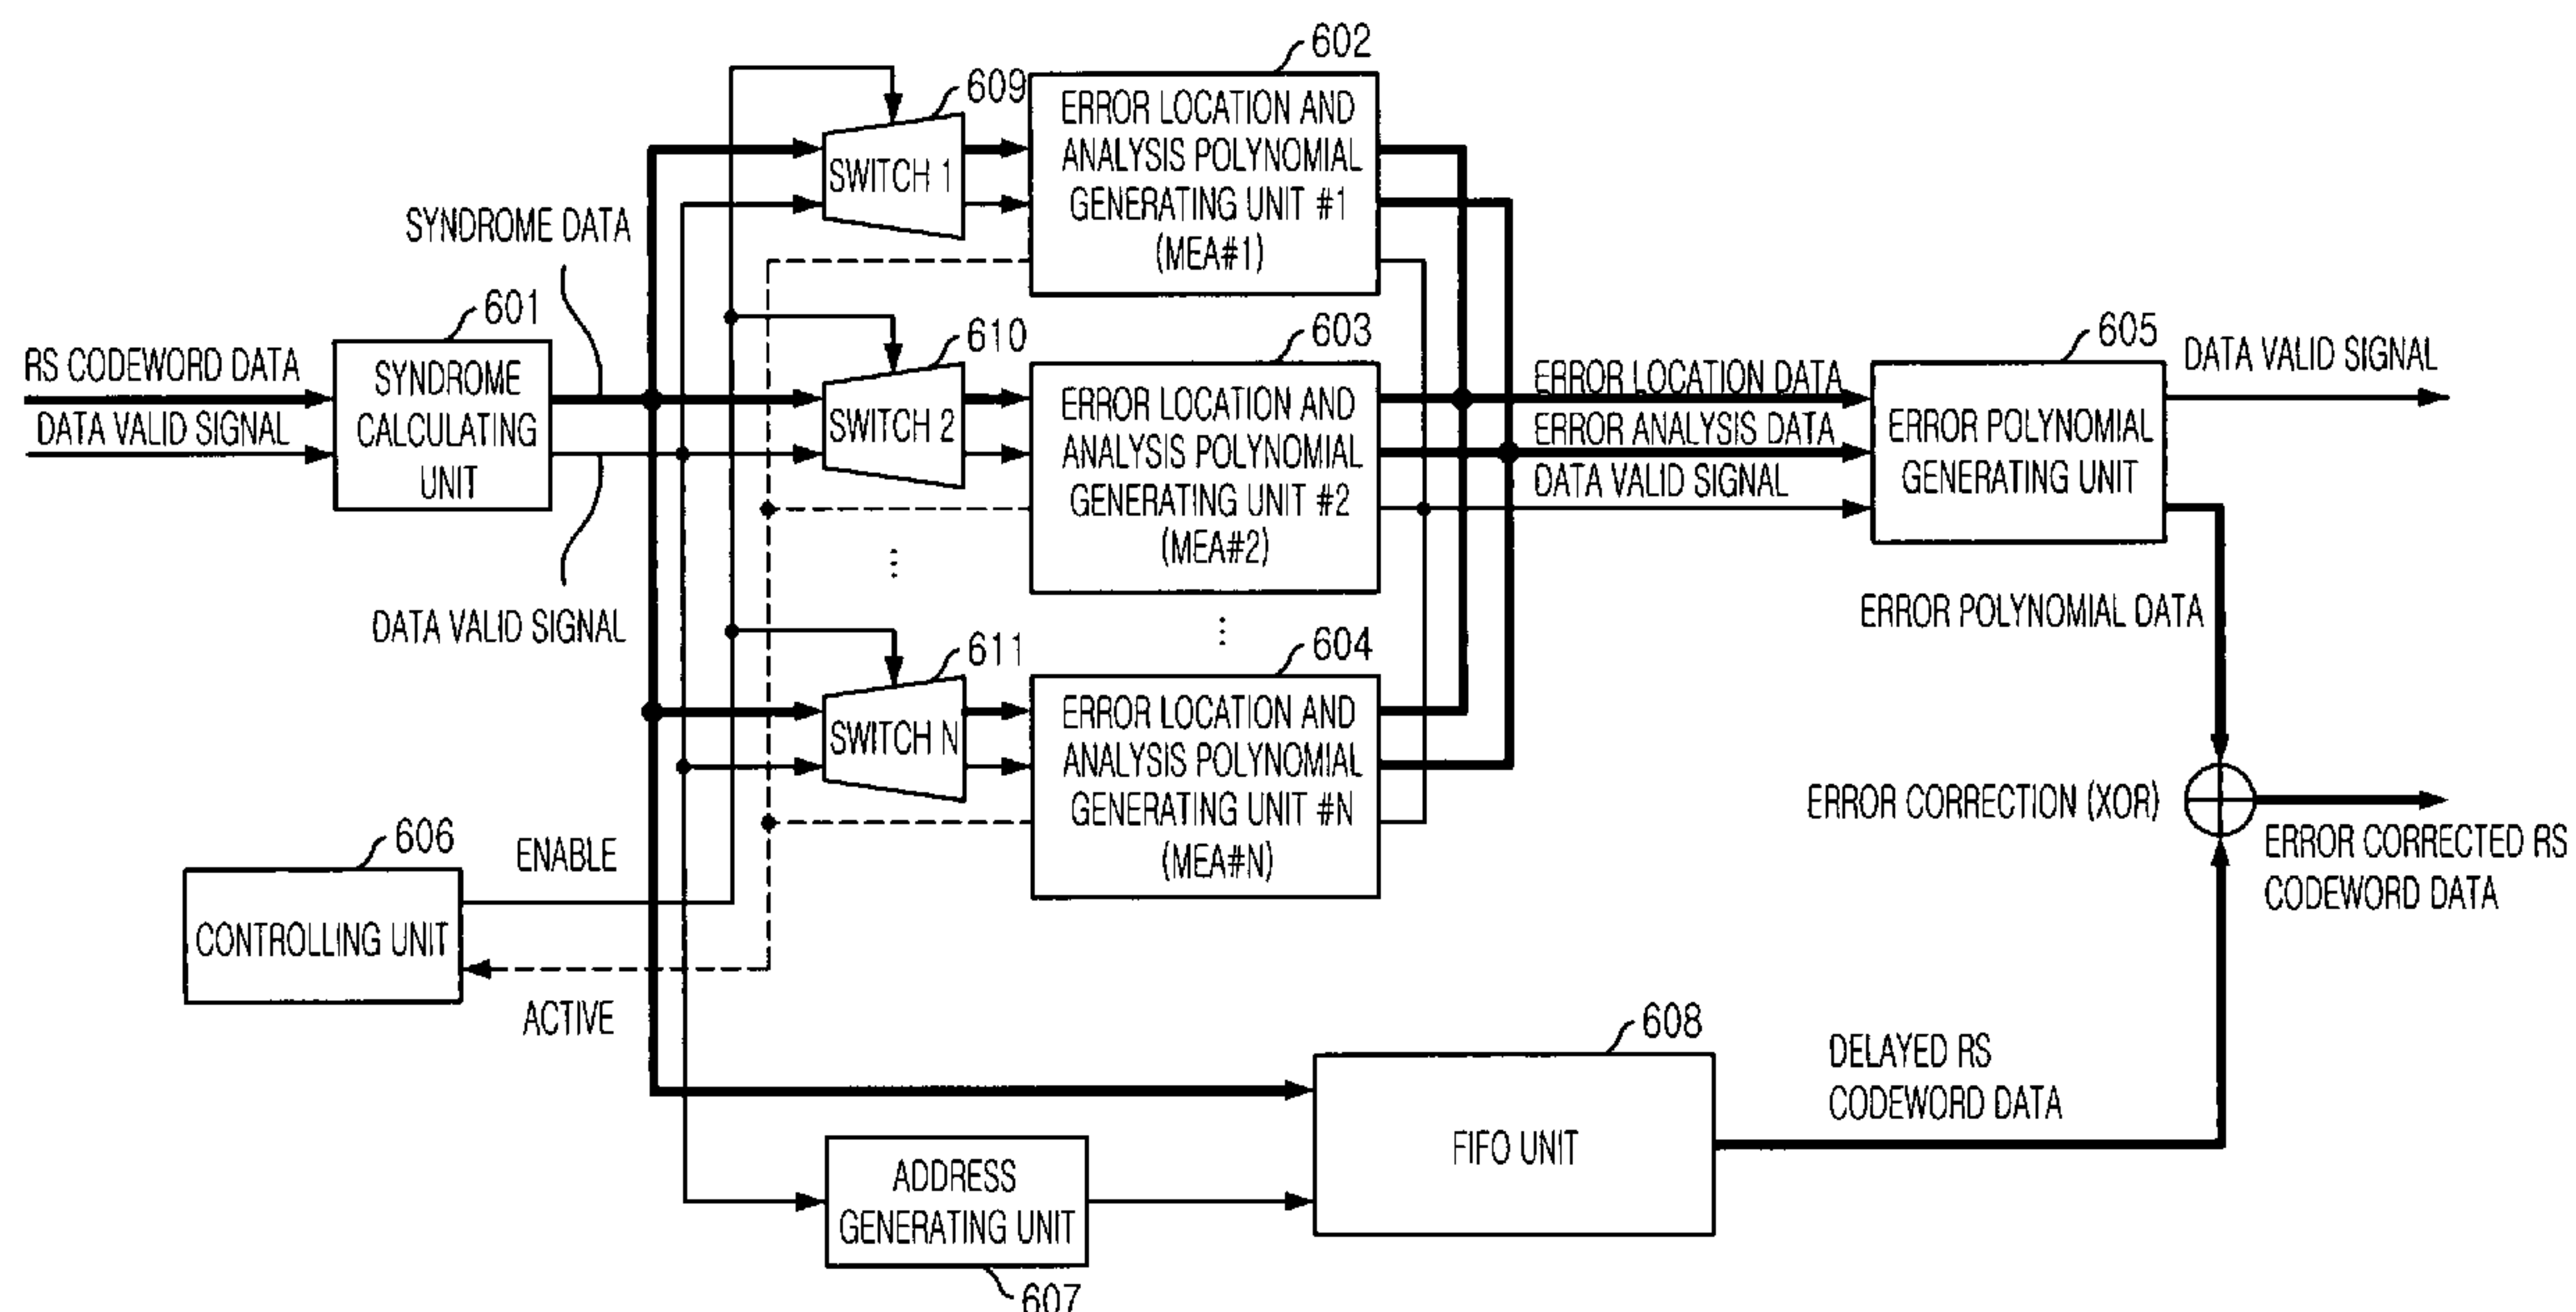 602
609
ERROR LOCATION AND
ANALYSIS POLYNOMIAL
GENERATING UNIT #1
(MEA#1)
SWITCH 1
SYNDROME DATA
601
610
603
605
RS CODEWORD DATA
DATA VALID SIGNAL
SYNDROME
CALCULATING
UNIT
SWITCH 2
ERROR LOCATION AND
ANALYSIS POLYNOMIAL
GENERATING UNIT #2
(MEA#2)
ERROR LOCATION DATA
ERROR ANALYSIS DATA
DATA VALID SIGNAL
ERROR POLYNOMIAL
GENERATING UNIT
DATA VALID SIGNAL
...
DATA VALID SIGNAL
...
ERROR POLYNOMIAL DATA
611
604
SWITCH N
ERROR LOCATION AND
ANALYSIS POLYNOMIAL
GENERATING UNIT #N
(MEA#N)
ERROR CORRECTION (XOR)
ERROR CORRECTED RS
CODEWORD DATA
606
ENABLE
CONTROLLING UNIT
ACTIVE
608
FIFO UNIT
DELAYED RS
CODEWORD DATA
ADDRESS
GENERATING UNIT
607